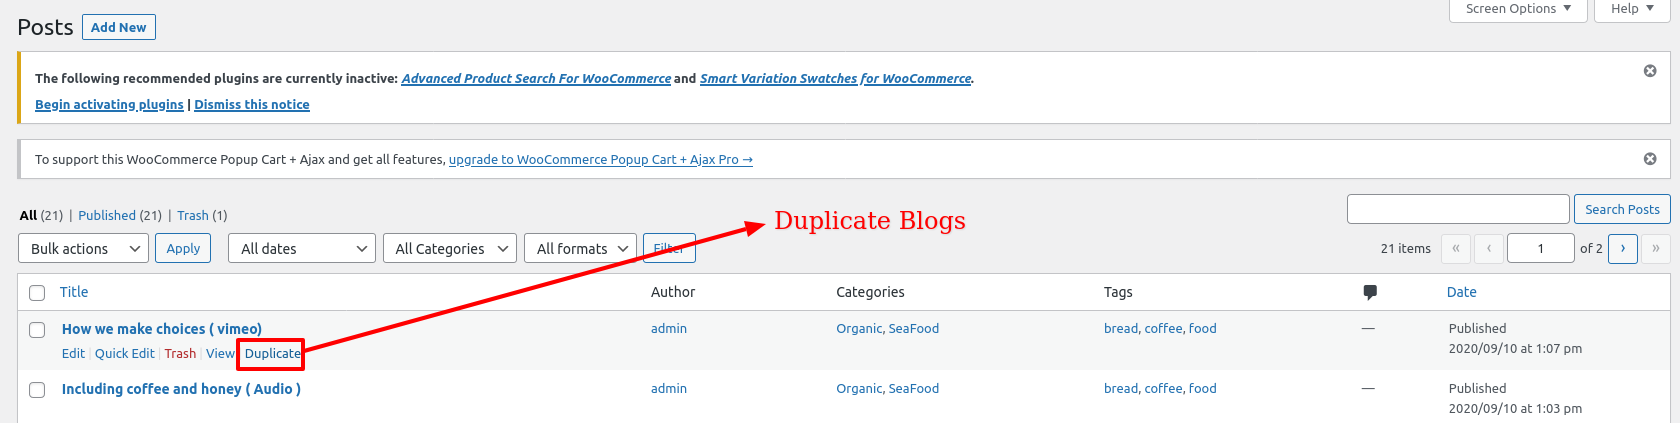 Screen Options ▼ Help ▼
Posts Add New
The following recommended plugins are currently inactive: Advanced Product Search For WooCommerce and Smart Variation Swatches for WooCommerce.
Begin activating plugins | Dismiss this notice
To support this WooCommerce Popup Cart + Ajax and get all features, upgrade to WooCommerce Popup Cart + Ajax Pro →
All (21) | Published (21) | Trash (1)
Search Posts
Duplicate Blogs
Bulk actions Apply All dates All Categories All formats Filter 21 items « ‹ 1 of 2 › »
Title Author Categories Tags Date
How we make choices ( vimeo) admin Organic, SeaFood bread, coffee, food — Published
Edit | Quick Edit | Trash | View Duplicate 2020/09/10 at 1:07 pm
Including coffee and honey ( Audio ) admin Organic, SeaFood bread, coffee, food — Published
2020/09/10 at 1:03 pm